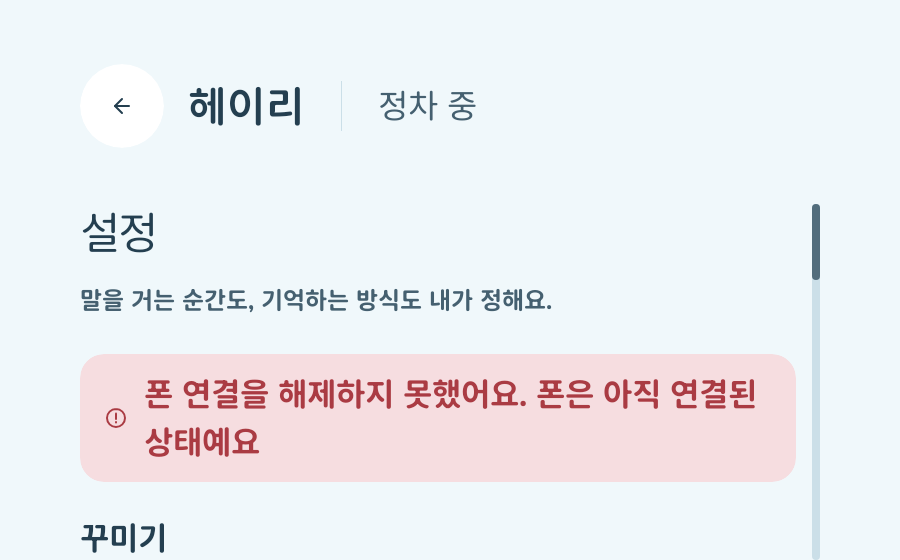 헤이리
정차 중
설정
말을 거는 순간도, 기억하는 방식도 내가 정해요.
폰 연결을 해제하지 못했어요. 폰은 아직 연결된
상태예요
꾸미기